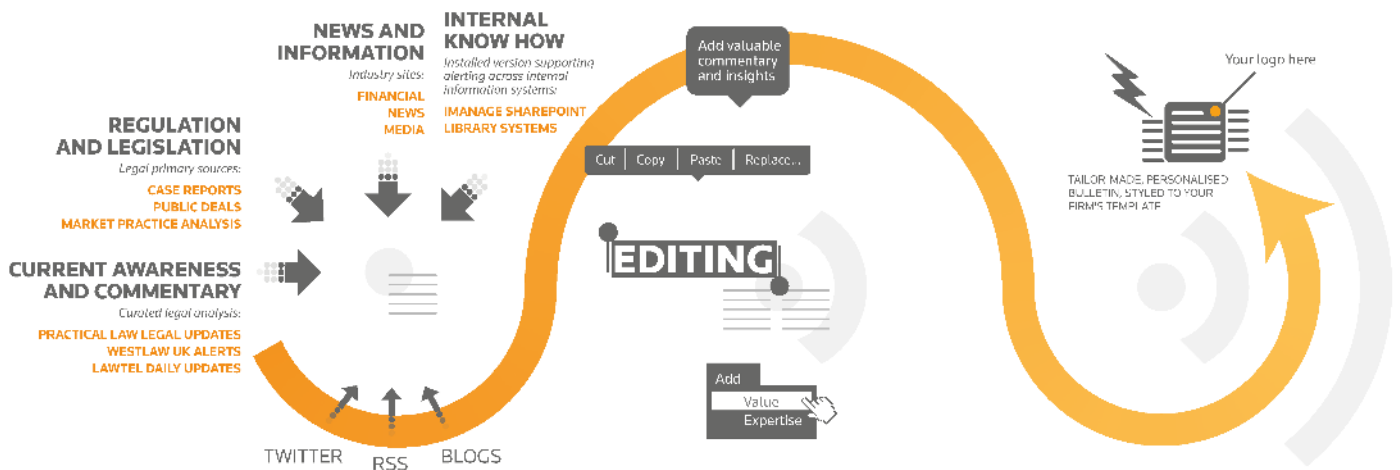 NEWS AND
INFORMATION
Industry sites:
FINANCIAL
NEWS
MEDIA
INTERNAL
KNOW HOW
Installed version supporting
alerting across internal
information systems:
IMANAGE SHAREPOINT
LIBRARY SYSTEMS
REGULATION
AND LEGISLATION
Legal primary sources:
CASE REPORTS
PUBLIC DEALS
MARKET PRACTICE ANALYSIS
CURRENT AWARENESS
AND COMMENTARY
Curated legal analysis:
PRACTICAL LAW LEGAL UPDATES
WESTLAW UK ALERTS
LAWTEL DAILY UPDATES
TWITTER
RSS
BLOGS
Add valuable
commentary
and insights
Cut Copy Paste Replace...
EDITING
Add
Value
Expertise
Your logo here
TAILOR MADE, PERSONALISED
BULLETIN, STYLED TO YOUR
FIRM'S TEMPLATE